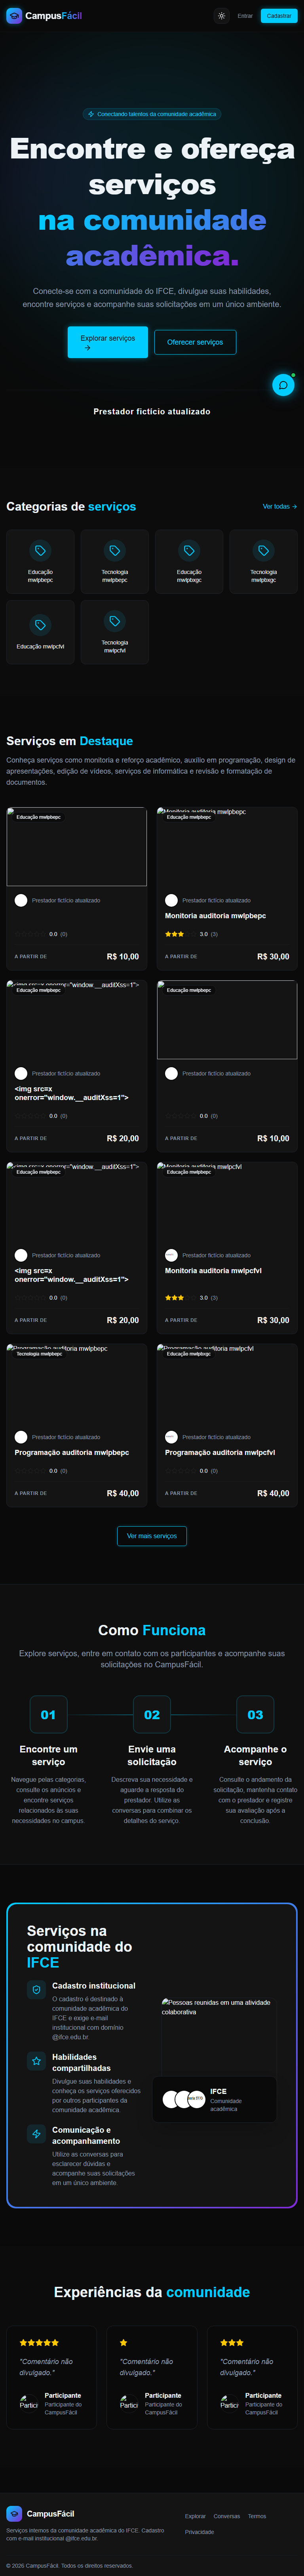 CampusFácil
Entrar
Cadastrar
Conectando talentos da comunidade acadêmica
Encontre e ofereça
serviços
na comunidade
acadêmica.
Conecte-se com a comunidade do IFCE, divulgue suas habilidades,
encontre serviços e acompanhe suas solicitações em um único ambiente.
Explorar serviços
→
Oferecer serviços
Prestador fictício atualizado
Categorias de serviços
Ver todas →
Educação
mwlpbepc
Tecnologia
mwlpbepc
Educação
mwlpbxgc
Tecnologia
mwlpbxgc
Educação mwlpcfvl
Tecnologia
mwlpcfvl
Serviços em Destaque
Conheça serviços como monitoria e reforço acadêmico, auxílio em programação, design de
apresentações, edição de vídeos, serviços de informática e revisão e formatação de
documentos.
Educação mwlpbepc
Prestador fictício atualizado
0.0 (0)
A PARTIR DE
R$ 10,00
Monitoria auditoria mwlpbepc
Educação mwlpbepc
Prestador fictício atualizado
Monitoria auditoria mwlpbepc
3.0 (3)
A PARTIR DE
R$ 30,00
<img src=x onerror="window.__auditXss=1">
Educação mwlpbepc
Prestador fictício atualizado
<img src=x
onerror="window.__auditXss=1">
0.0 (0)
A PARTIR DE
R$ 20,00
Educação mwlpbepc
Prestador fictício atualizado
0.0 (0)
A PARTIR DE
R$ 10,00
<img src=x onerror="window.__auditXss=1">
Educação mwlpbepc
Prestador fictício atualizado
<img src=x
onerror="window.__auditXss=1">
0.0 (0)
A PARTIR DE
R$ 20,00
Monitoria auditoria mwlpcfvl
Educação mwlpbepc
Prestador fictício atualizado
Monitoria auditoria mwlpcfvl
3.0 (3)
A PARTIR DE
R$ 30,00
Programação auditoria mwlpbepc
Tecnologia mwlpbepc
Prestador fictício atualizado
Programação auditoria mwlpbepc
0.0 (0)
A PARTIR DE
R$ 40,00
Programação auditoria mwlpcfvl
Educação mwlpbxgc
Prestador fictício atualizado
Programação auditoria mwlpcfvl
0.0 (0)
A PARTIR DE
R$ 40,00
Ver mais serviços
Como Funciona
Explore serviços, entre em contato com os participantes e acompanhe suas
solicitações no CampusFácil.
01
Encontre um
serviço
Navegue pelas categorias,
consulte os anúncios e
encontre serviços
relacionados às suas
necessidades no campus.
02
Envie uma
solicitação
Descreva sua necessidade e
aguarde a resposta do
prestador. Utilize as
conversas para combinar os
detalhes do serviço.
03
Acompanhe o
serviço
Consulte o andamento da
solicitação, mantenha contato
com o prestador e registre
sua avaliação após a
conclusão.
Serviços na
comunidade do
IFCE
Cadastro institucional
O cadastro é destinado à
comunidade acadêmica do
IFCE e exige e-mail
institucional com domínio
@ifce.edu.br.
Habilidades
compartilhadas
Divulgue suas habilidades e
conheça os serviços oferecidos
por outros participantes da
comunidade acadêmica.
Comunicação e
acompanhamento
Utilize as conversas para
esclarecer dúvidas e
acompanhe suas solicitações
em um único ambiente.
Pessoas reunidas em uma atividade
colaborativa
IFCE
Comunidade
acadêmica
Experiências da comunidade
"Comentário não
divulgado."
Partici
Participante
Participante do
CampusFácil
"Comentário não
divulgado."
Partici
Participante
Participante do
CampusFácil
"Comentário não
divulgado."
Partici
Participante
Participante do
CampusFácil
CampusFácil
Serviços internos da comunidade acadêmica do IFCE. Cadastro
com e-mail institucional @ifce.edu.br.
Explorar
Conversas
Termos
Privacidade
© 2026 CampusFácil. Todos os direitos reservados.